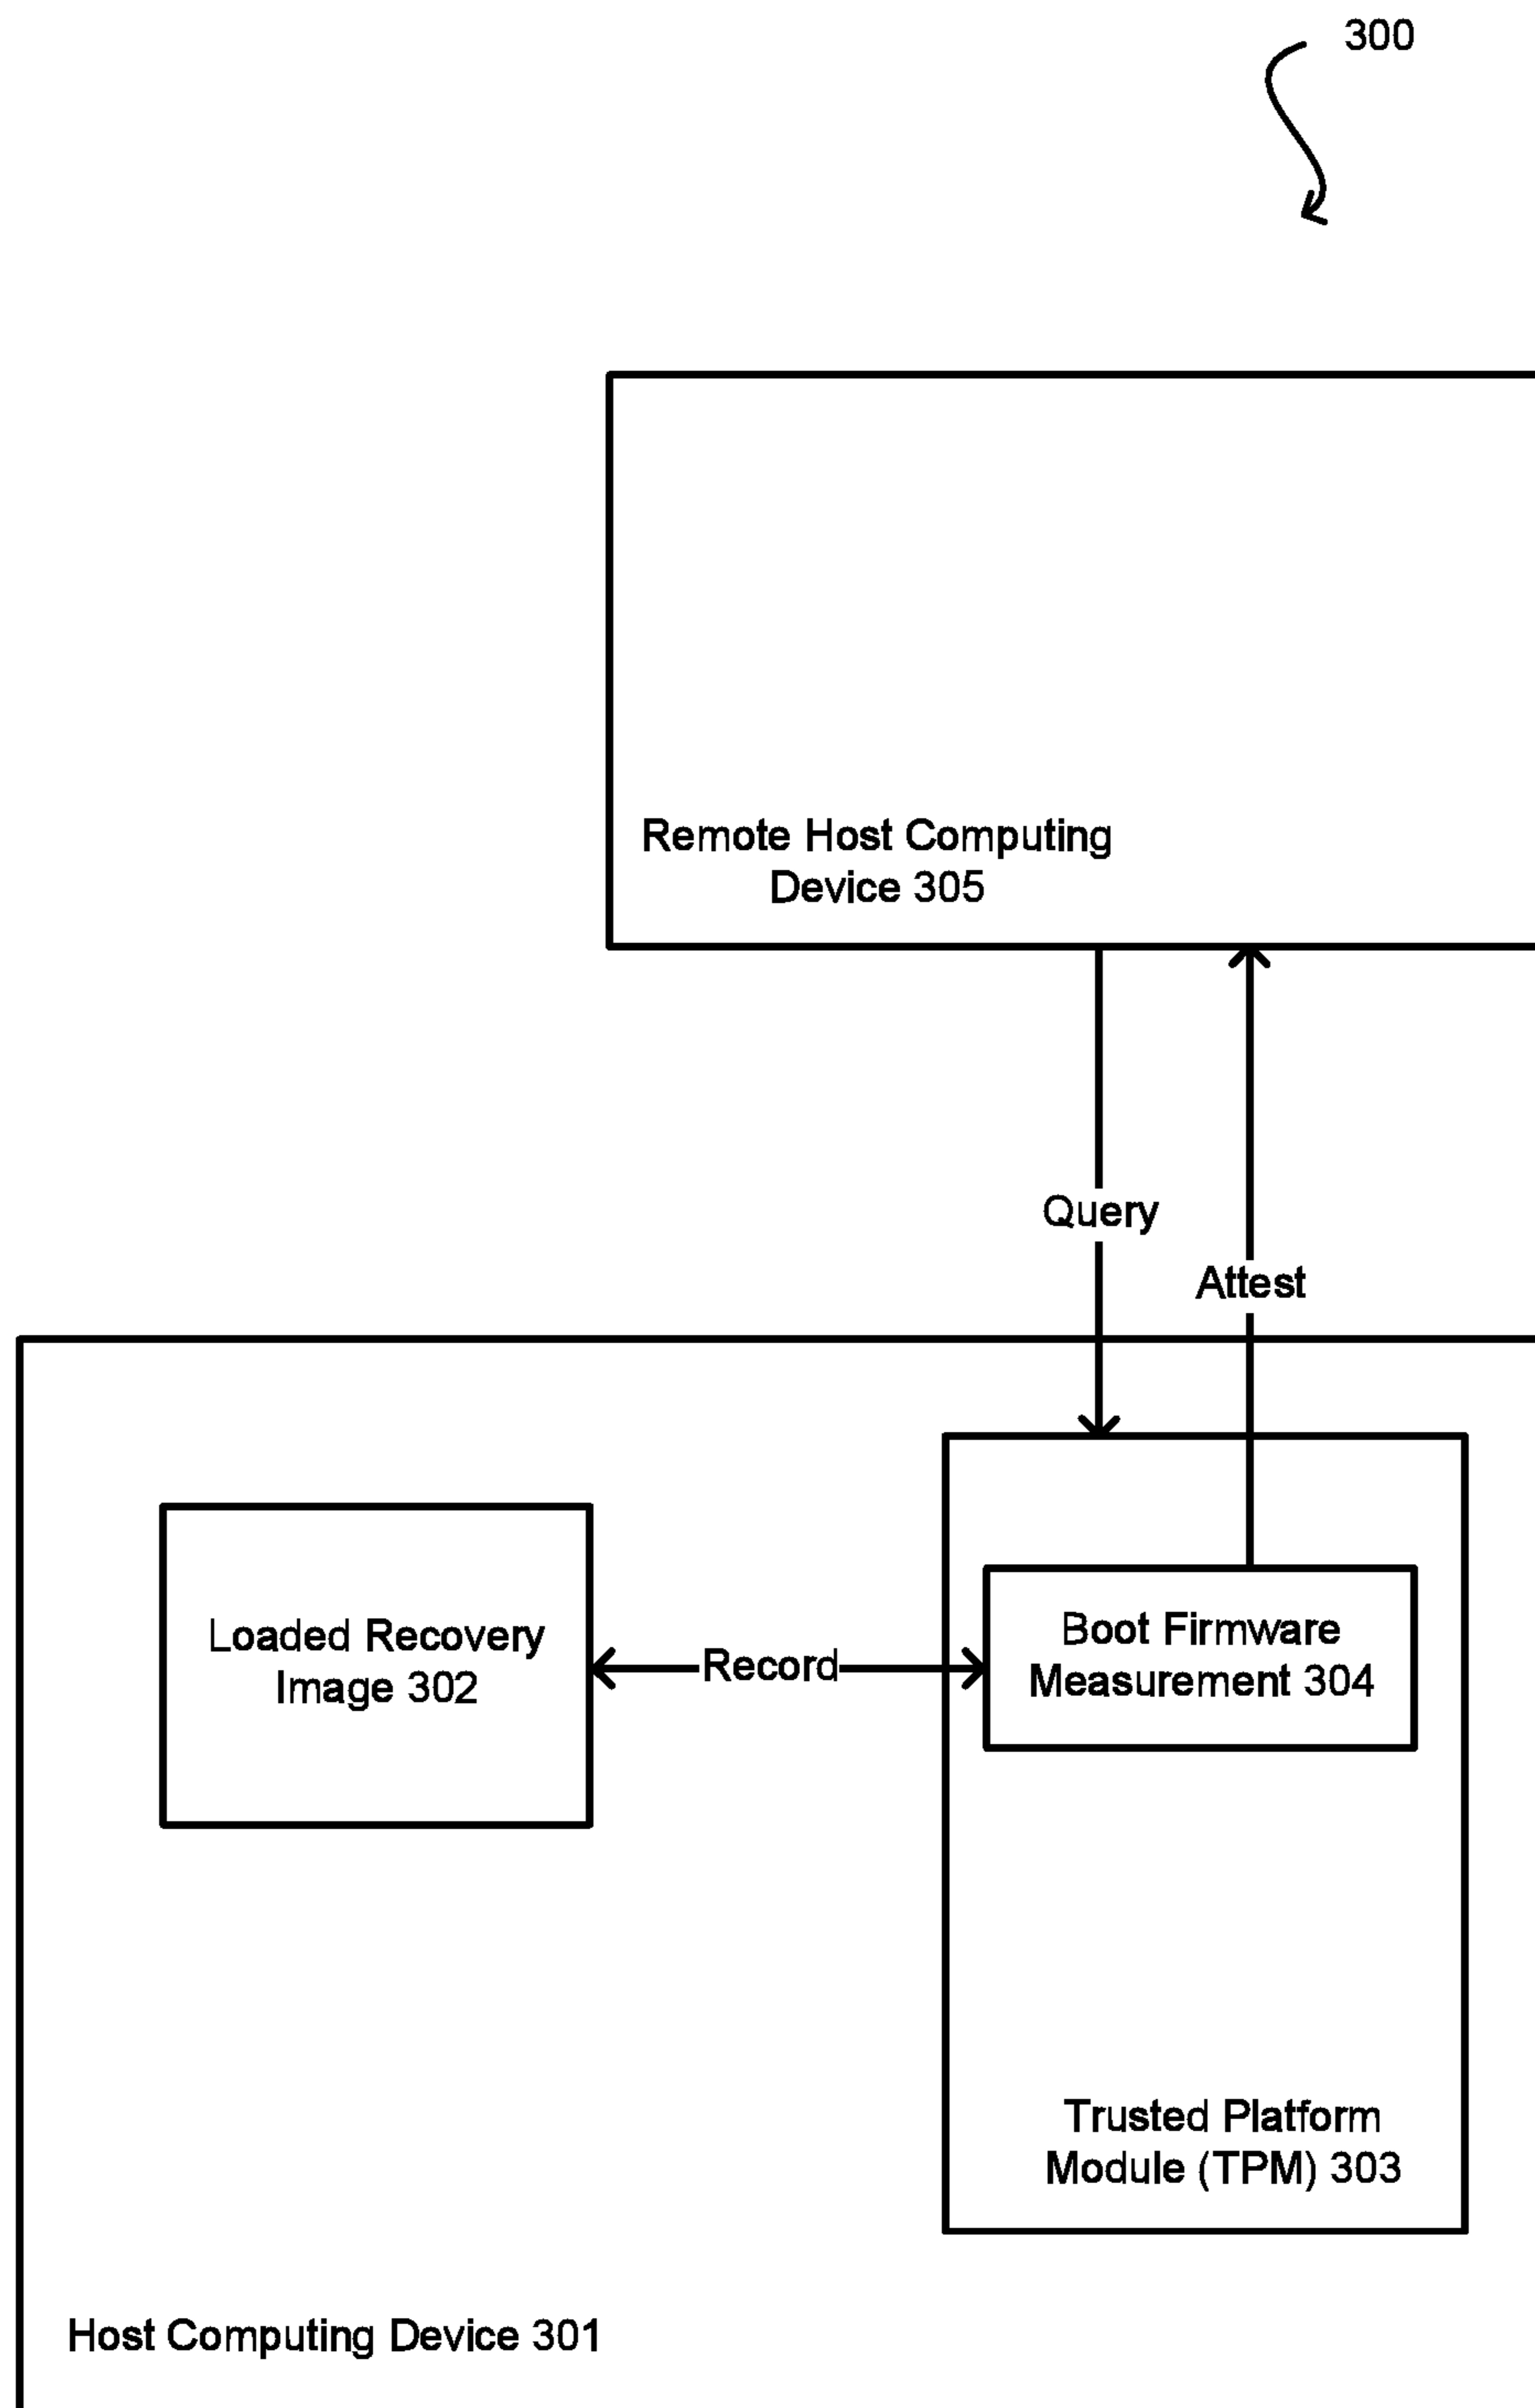 300
Remote Host Computing
Device 305
Query
Attest
Loaded Recovery
Image 302
Record
Boot Firmware
Measurement 304
Trusted Platform
Module (TPM) 303
Host Computing Device 301